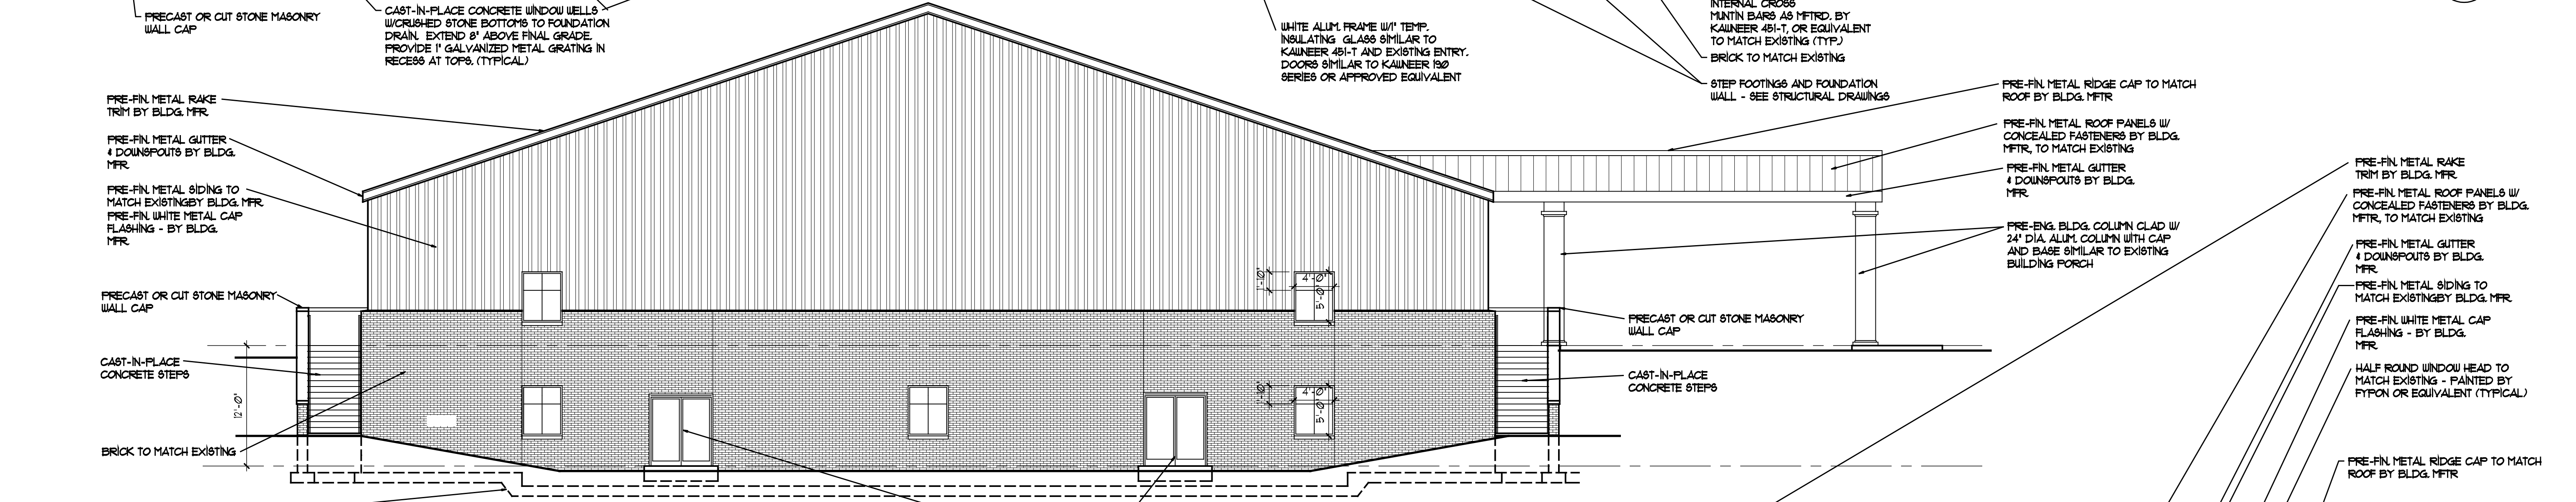 PRECAST OR CUT STONE MASONRY
WALL CAP
CAST-IN-PLACE CONCRETE WINDOW WELLS
W/CRUSHED STONE BOTTOMS TO FOUNDATION
DRAIN. EXTEND 8" ABOVE FINAL GRADE.
PROVIDE 1" GALVANIZED METAL GRATING IN
RECESS AT TOPS. (TYPICAL)
WHITE ALUM. FRAME W/1" TEMP.
INSULATING GLASS SIMILAR TO
KAWNEER 451-T AND EXISTING ENTRY.
DOORS SIMILAR TO KAWNEER 190
SERIES OR APPROVED EQUIVALENT
INTERNAL CROSS
MUNTIN BARS AS MFTRD. BY
KAWNEER 451-T, OR EQUIVALENT
TO MATCH EXISTING (TYP.)
BRICK TO MATCH EXISTING
STEP FOOTINGS AND FOUNDATION
WALL - SEE STRUCTURAL DRAWINGS
PRE-FIN. METAL RAKE
TRIM BY BLDG. MFR.
PRE-FIN. METAL GUTTER
& DOWNSPOUTS BY BLDG.
MFR.
PRE-FIN. METAL SIDING TO
MATCH EXISTINGBY BLDG. MFR.
PRE-FIN. WHITE METAL CAP
FLASHING - BY BLDG.
MFR.
PRECAST OR CUT STONE MASONRY
WALL CAP
CAST-IN-PLACE
CONCRETE STEPS
12'-0"
BRICK TO MATCH EXISTING
1'-10"
4'-0"
5'-0"
1'-10"
4'-0"
5'-0"
PRE-FIN. METAL RIDGE CAP TO MATCH
ROOF BY BLDG. MFTR
PRE-FIN. METAL ROOF PANELS W/
CONCEALED FASTENERS BY BLDG.
MFTR, TO MATCH EXISTING
PRE-FIN. METAL GUTTER
& DOWNSPOUTS BY BLDG.
MFR.
PRE-ENG. BLDG. COLUMN CLAD W/
24" DIA. ALUM. COLUMN WITH CAP
AND BASE SIMILAR TO EXISTING
BUILDING PORCH
PRECAST OR CUT STONE MASONRY
WALL CAP
CAST-IN-PLACE
CONCRETE STEPS
PRE-FIN. METAL RAKE
TRIM BY BLDG. MFR.
PRE-FIN. METAL ROOF PANELS W/
CONCEALED FASTENERS BY BLDG.
MFTR, TO MATCH EXISTING
PRE-FIN. METAL GUTTER
& DOWNSPOUTS BY BLDG.
MFR.
PRE-FIN. METAL SIDING TO
MATCH EXISTINGBY BLDG. MFR.
PRE-FIN. WHITE METAL CAP
FLASHING - BY BLDG.
MFR.
HALF ROUND WINDOW HEAD TO
MATCH EXISTING - PAINTED BY
FYPON OR EQUIVALENT (TYPICAL)
PRE-FIN. METAL RIDGE CAP TO MATCH
ROOF BY BLDG. MFTR